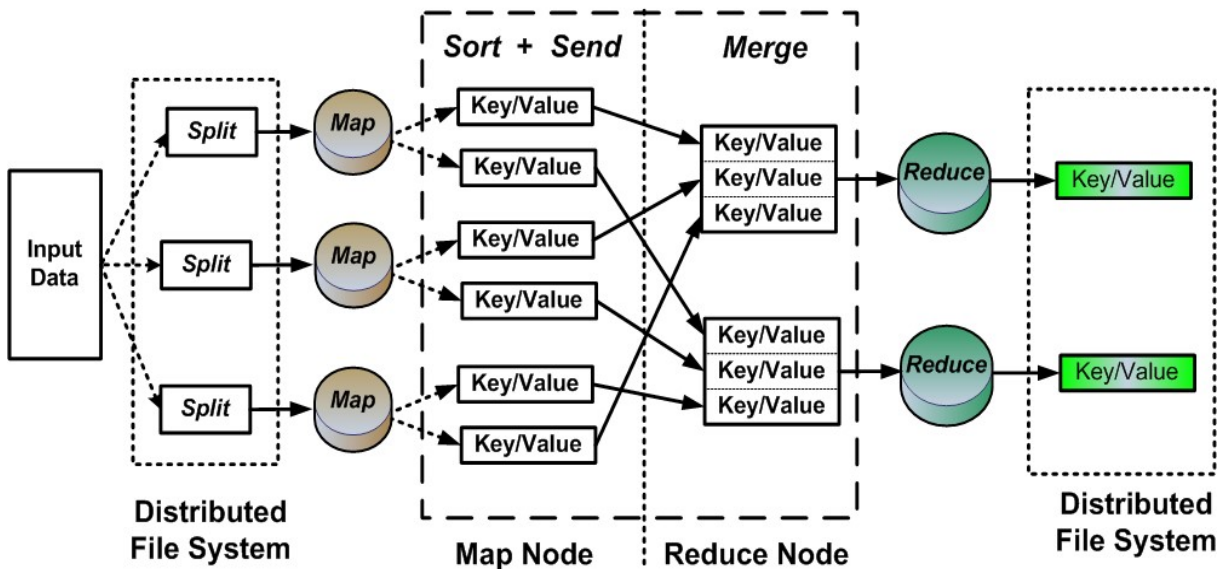 Sort + Send
Merge
Split
Map
Key/Value
Key/Value
Key/Value
Key/Value
Key/Value
Reduce
Key/Value
Input
Data
Split
Map
Key/Value
Key/Value
Split
Map
Key/Value
Key/Value
Key/Value
Key/Value
Key/Value
Reduce
Key/Value
Distributed
File System
Map Node
Reduce Node
Distributed
File System